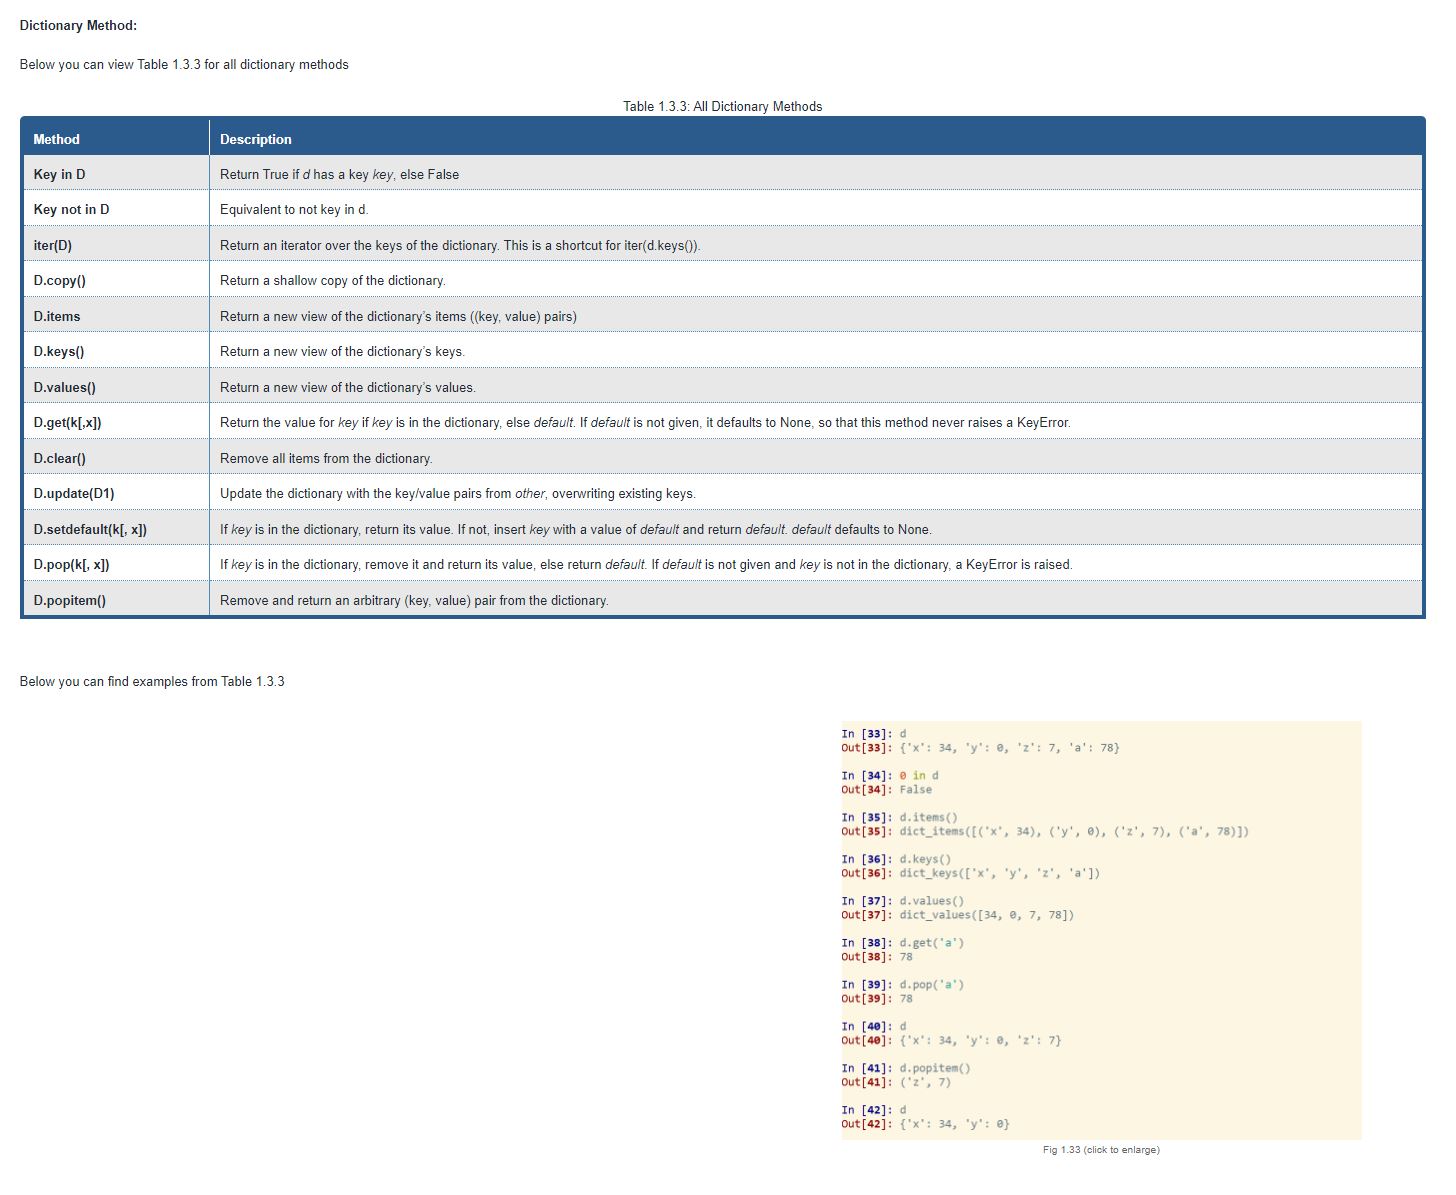 Dictionary Method:
Below you can view Table 1.3.3 for all dictionary methods
Table 1.3.3: All Dictionary Methods
Method Description
Key in D Return True if d has a key key, else False
Key not in D Equivalent to not key in d.
iter(D) Return an iterator over the keys of the dictionary. This is a shortcut for iter(d.keys()).
D.copy() Return a shallow copy of the dictionary.
D.items Return a new view of the dictionary’s items ((key, value) pairs)
D.keys() Return a new view of the dictionary’s keys.
D.values() Return a new view of the dictionary’s values.
D.get(k[,x]) Return the value for key if key is in the dictionary, else default. If default is not given, it defaults to None, so that this method never raises a KeyError.
D.clear() Remove all items from the dictionary.
D.update(D1) Update the dictionary with the key/value pairs from other, overwriting existing keys.
D.setdefault(k[, x]) If key is in the dictionary, return its value. If not, insert key with a value of default and return default. default defaults to None.
D.pop(k[, x]) If key is in the dictionary, remove it and return its value, else return default. If default is not given and key is not in the dictionary, a KeyError is raised.
D.popitem() Remove and return an arbitrary (key, value) pair from the dictionary.
Below you can find examples from Table 1.3.3
In [33]: d
Out[33]: {'x': 34, 'y': 0, 'z': 7, 'a': 78}
In [34]: 0 in d
Out[34]: False
In [35]: d.items()
Out[35]: dict_items([('x', 34), ('y', 0), ('z', 7), ('a', 78)])
In [36]: d.keys()
Out[36]: dict_keys(['x', 'y', 'z', 'a'])
In [37]: d.values()
Out[37]: dict_values([34, 0, 7, 78])
In [38]: d.get('a')
Out[38]: 78
In [39]: d.pop('a')
Out[39]: 78
In [40]: d
Out[40]: {'x': 34, 'y': 0, 'z': 7}
In [41]: d.popitem()
Out[41]: ('z', 7)
In [42]: d
Out[42]: {'x': 34, 'y': 0}
Fig 1.33 (click to enlarge)